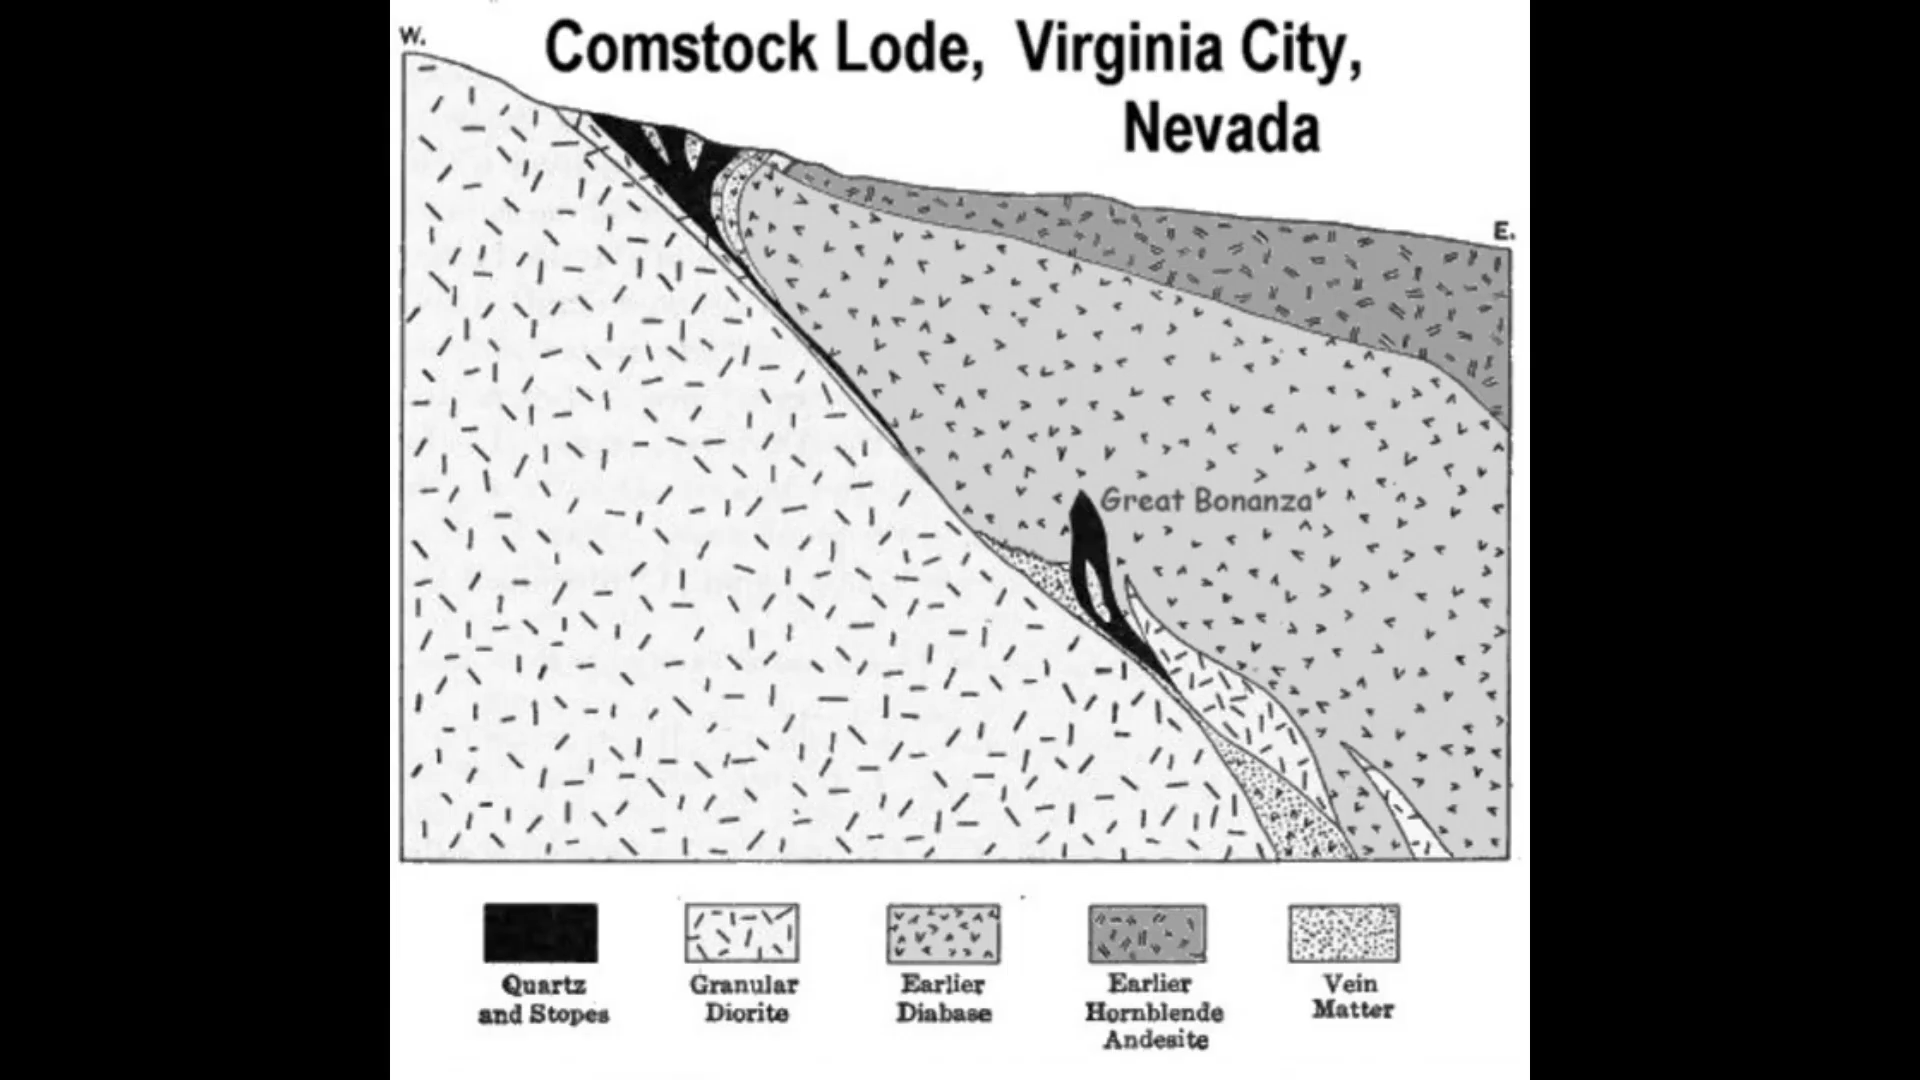 W.
Comstock Lode, Virginia City,
Nevada
E.
Great Bonanza
Quartz
and Stopes
Granular
Diorite
Earlier
Diabase
Earlier
Hornblende
Andesite
Vein
Matter